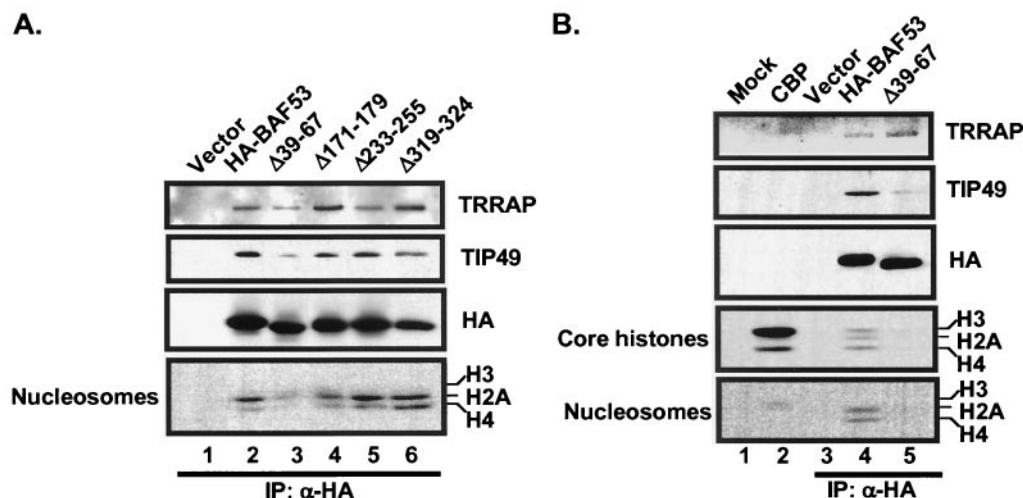 A.
Vector
HA-BAF53
Δ39-67
Δ171-179
Δ233-255
Δ319-324
TRRAP
TIP49
HA
Nucleosomes
H3
H2A
H4
1 2 3 4 5 6
IP: α-HA
B.
Mock
CBP
Vector
HA-BAF53
Δ39-67
TRRAP
TIP49
HA
Core histones
H3
H2A
H4
Nucleosomes
H3
H2A
H4
1 2 3 4 5
IP: α-HA